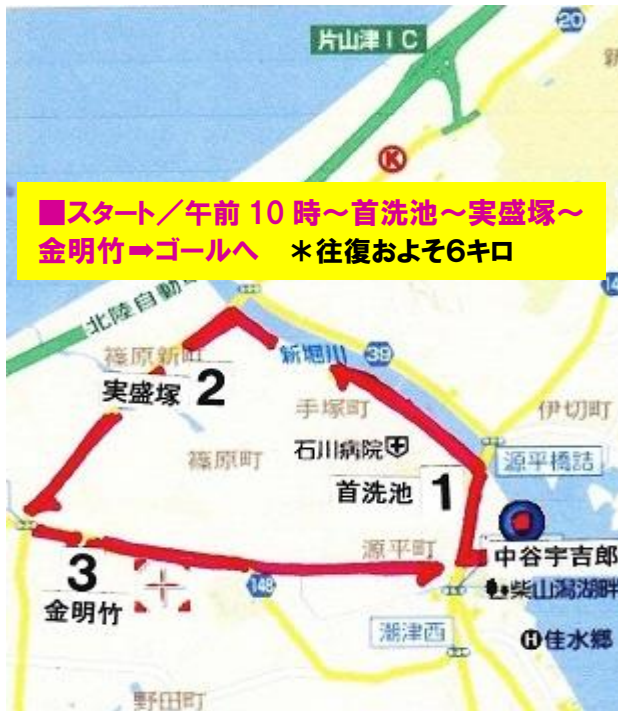 片山津IC
20
新
K
■スタート／午前10時～首洗池～実盛塚～
金明竹➡ゴールへ　＊往復およそ6キロ
北陸自動
篠原新町
新堀川
39
実盛塚 2
手塚町
伊切町
石川病院
篠原町
源平橋詰
首洗池 1
源平町
中谷宇吉郎
3
金明竹
148
柴山潟湖畔
潮津西
H佳水郷
野田町